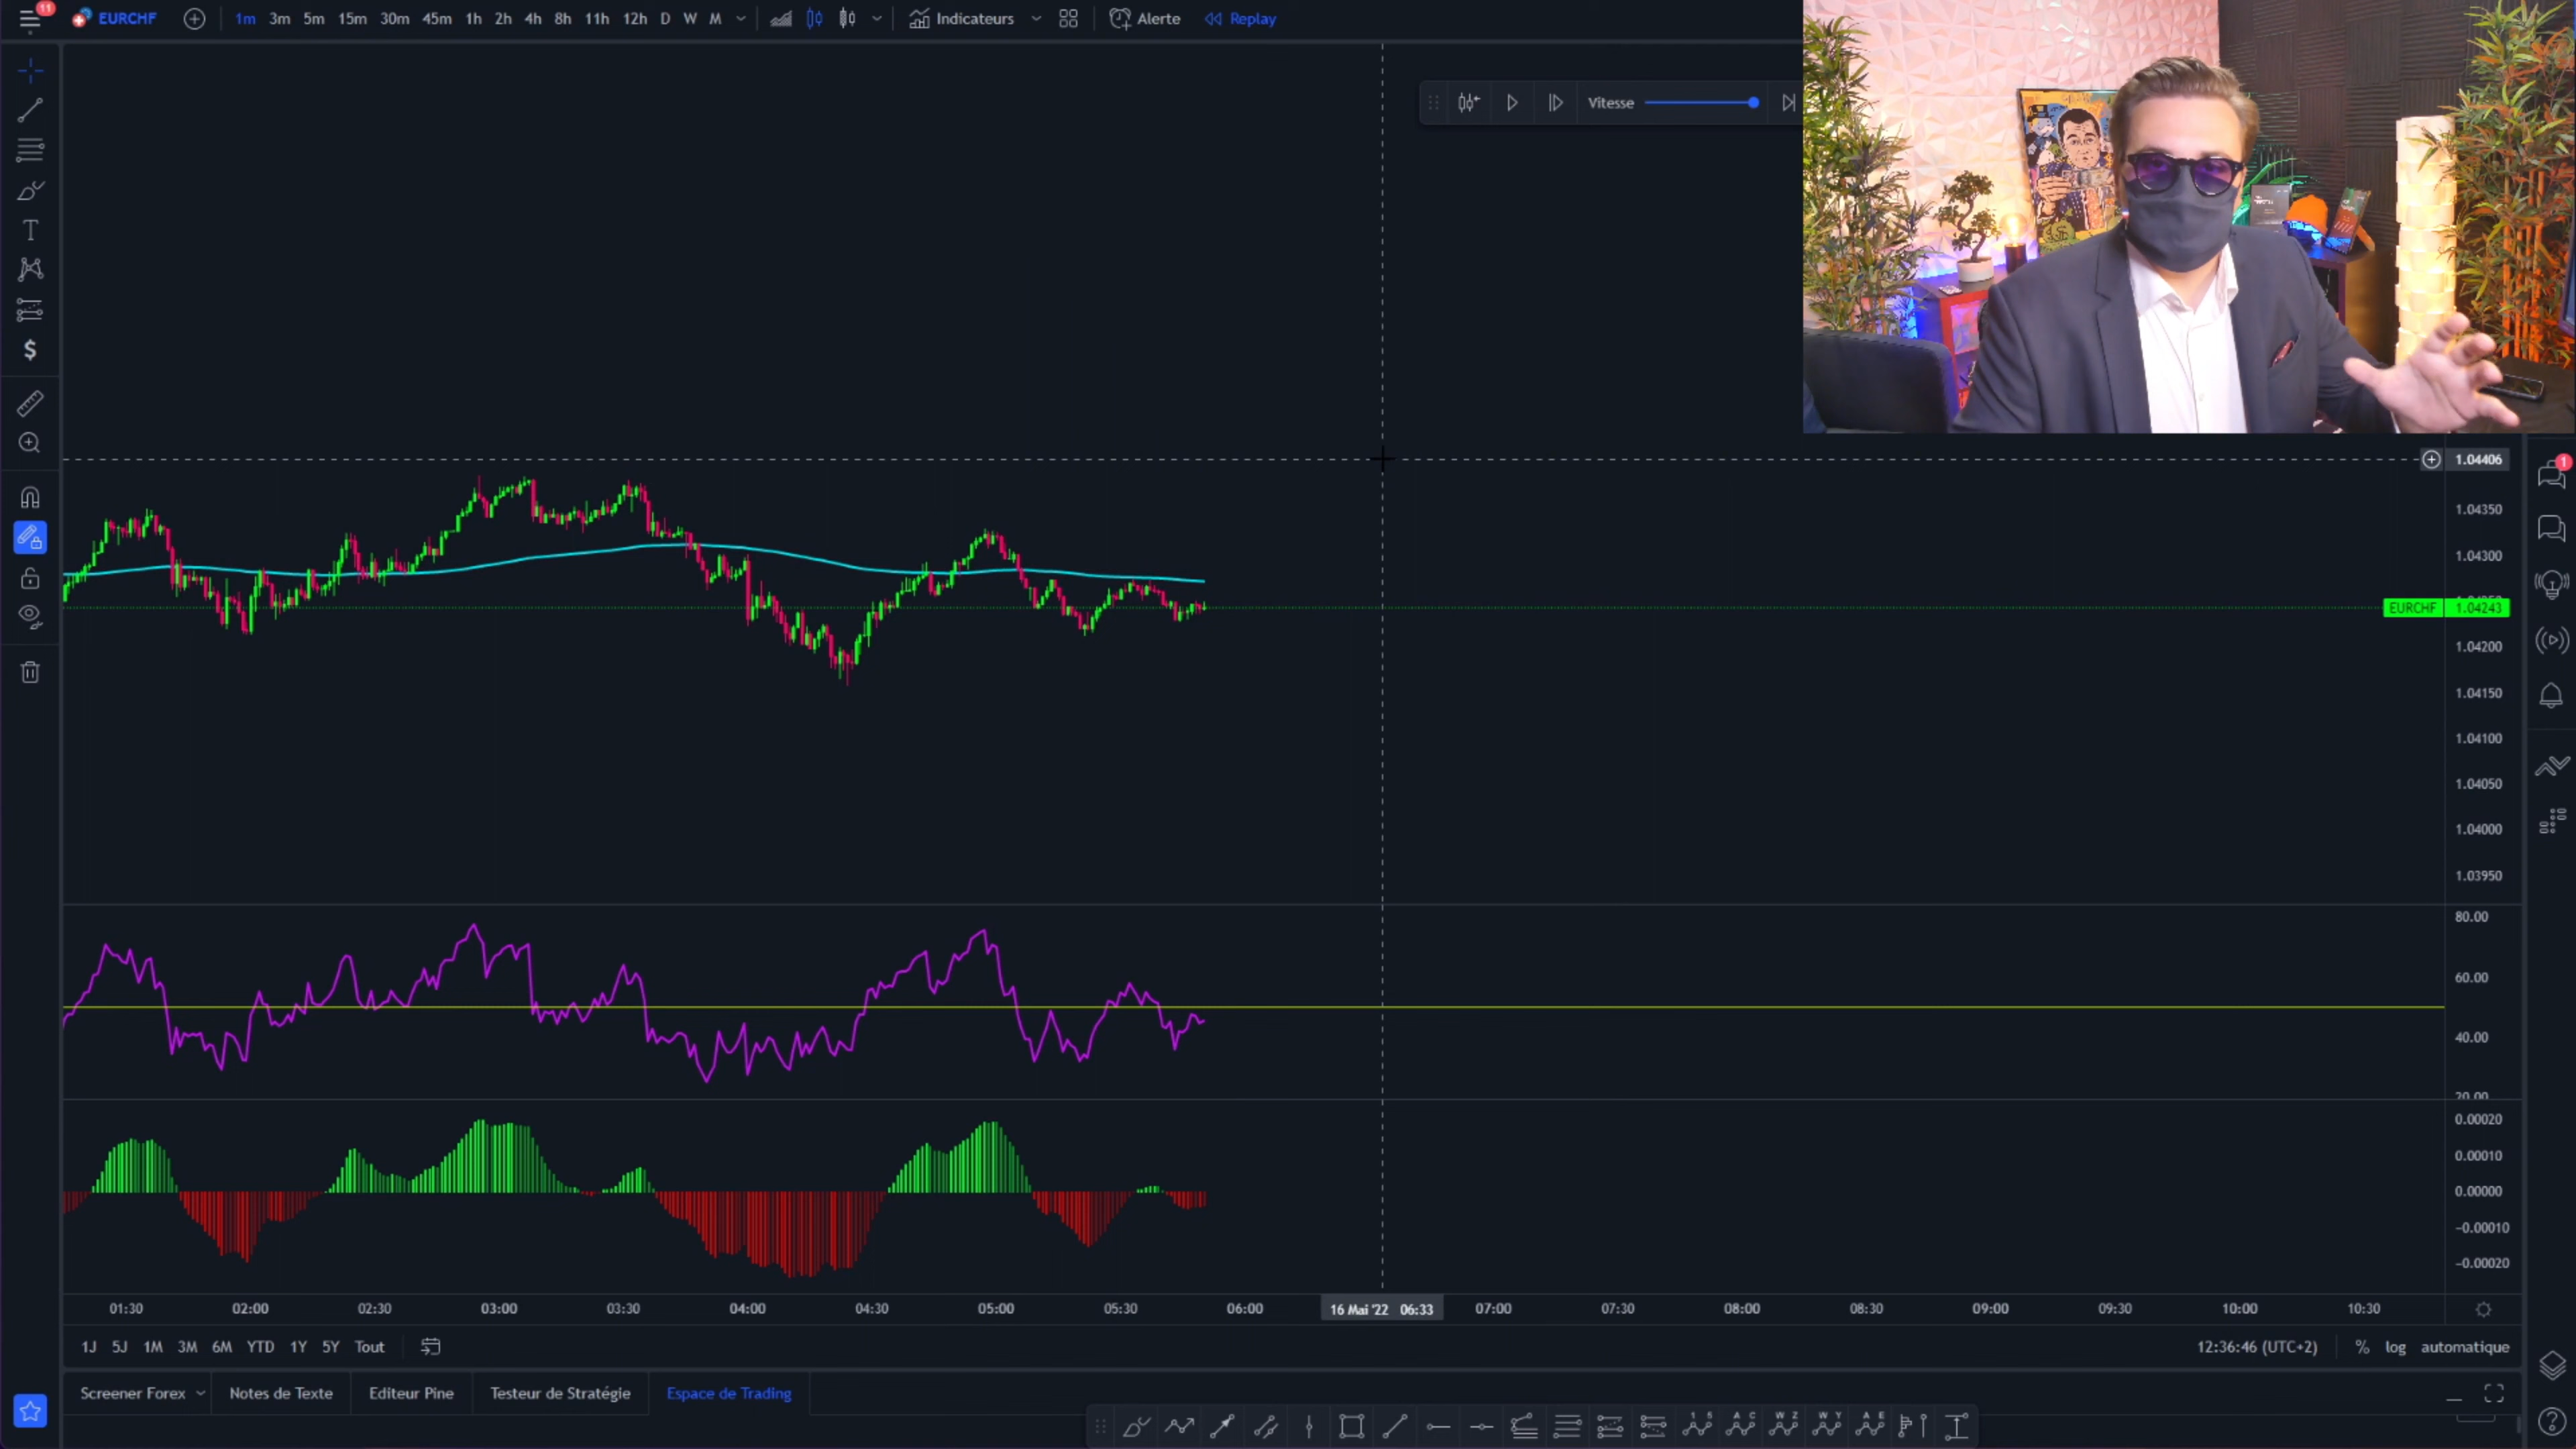 11 EURCHF 1m 3m 5m 15m 30m 45m 1h 2h 4h 8h 11h 12h D W M Indicateurs Alerte Replay
Vitesse
T
$
1.04406
1.04350
1.04300
EURCHF 1.04243
1.04200
1.04150
1.04100
1.04050
1.04000
1.03950
80.00
60.00
40.00
20.00
0.00020
0.00010
0.00000
−0.00010
−0.00020
1
01:30 02:00 02:30 03:00 03:30 04:00 04:30 05:00 05:30 06:00 16 Mai '22 06:33 07:00 07:30 08:00 08:30 09:00 09:30 10:00 10:30
1J 5J 1M 3M 6M YTD 1Y 5Y Tout 12:36:46 (UTC+2) % log automatique
Screener Forex Notes de Texte Editeur Pine Testeur de Stratégie Espace de Trading
1 5 A C W Z W Y A E